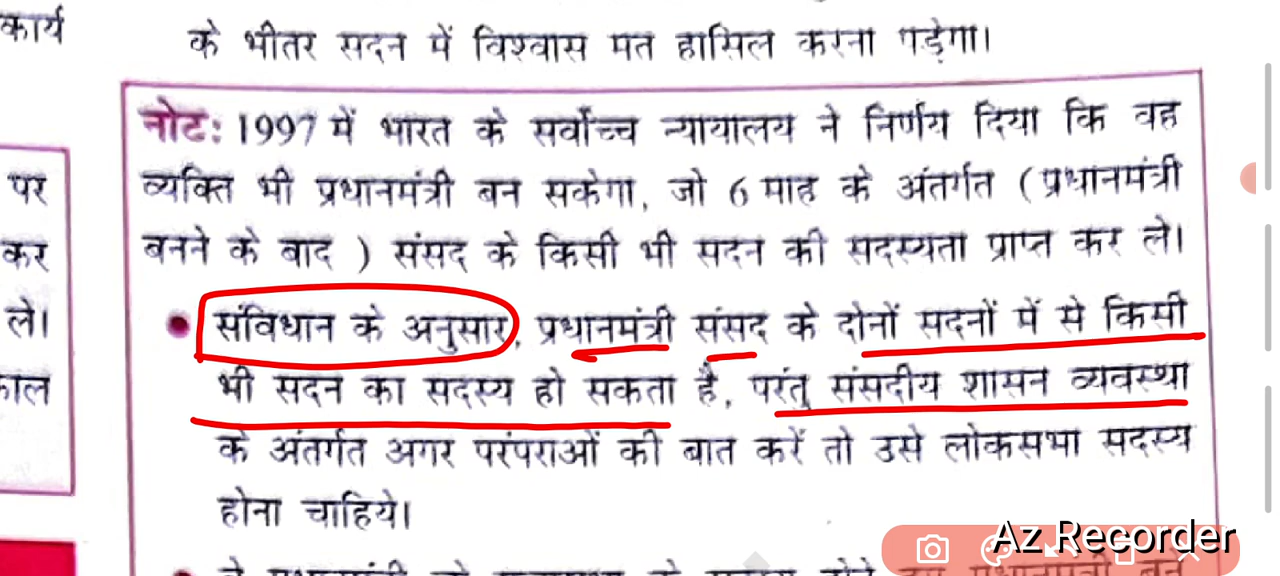 कार्य
के भीतर सदन में विश्वास मत हासिल करना पड़ेगा।
नोट: 1997 में भारत के सर्वोच्च न्यायालय ने निर्णय दिया कि वह
पर
व्यक्ति भी प्रधानमंत्री बन सकेगा, जो 6 माह के अंतर्गत (प्रधानमंत्री
कर
बनने के बाद ) संसद के किसी भी सदन की सदस्यता प्राप्त कर ले।
ले।
• संविधान के अनुसार, प्रधानमंत्री संसद के दोनों सदनों में से किसी
भी सदन का सदस्य हो सकता है, परंतु संसदीय शासन व्यवस्था
के अंतर्गत अगर परंपराओं की बात करें तो उसे लोकसभा सदस्य
होना चाहिये।
Az Recorder